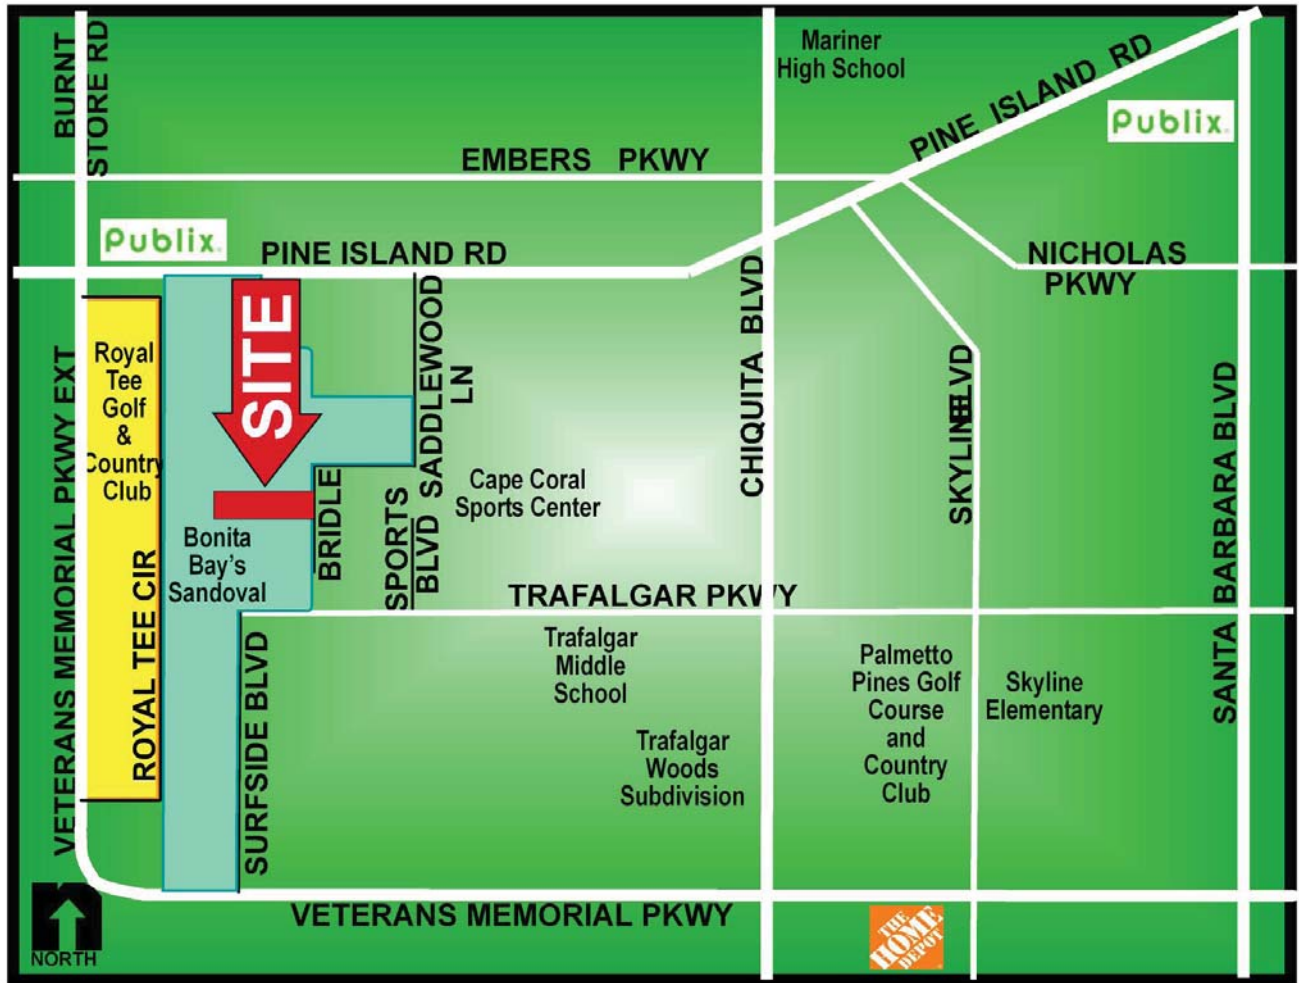 BURNT
STORE RD
Mariner
High School
PINE ISLAND RD
Publix
EMBERS PKWY
Publix
PINE ISLAND RD
NICHOLAS
PKWY
SITE
SADDLEWOOD
LN
CHIQUITA BLVD
SKYLINE BLVD
SANTA BARBARA BLVD
VETERANS MEMORIAL PKWY EXT
Royal
Tee
Golf
&
Country
Club
ROYAL TEE CIR
Bonita
Bay's
Sandoval
BRIDLE
SPORTS
BLVD
Cape Coral
Sports Center
TRAFALGAR PKWY
SURFSIDE BLVD
Trafalgar
Middle
School
Trafalgar
Woods
Subdivision
Palmetto
Pines Golf
Course
and
Country
Club
Skyline
Elementary
VETERANS MEMORIAL PKWY
THE
HOME
DEPOT
NORTH